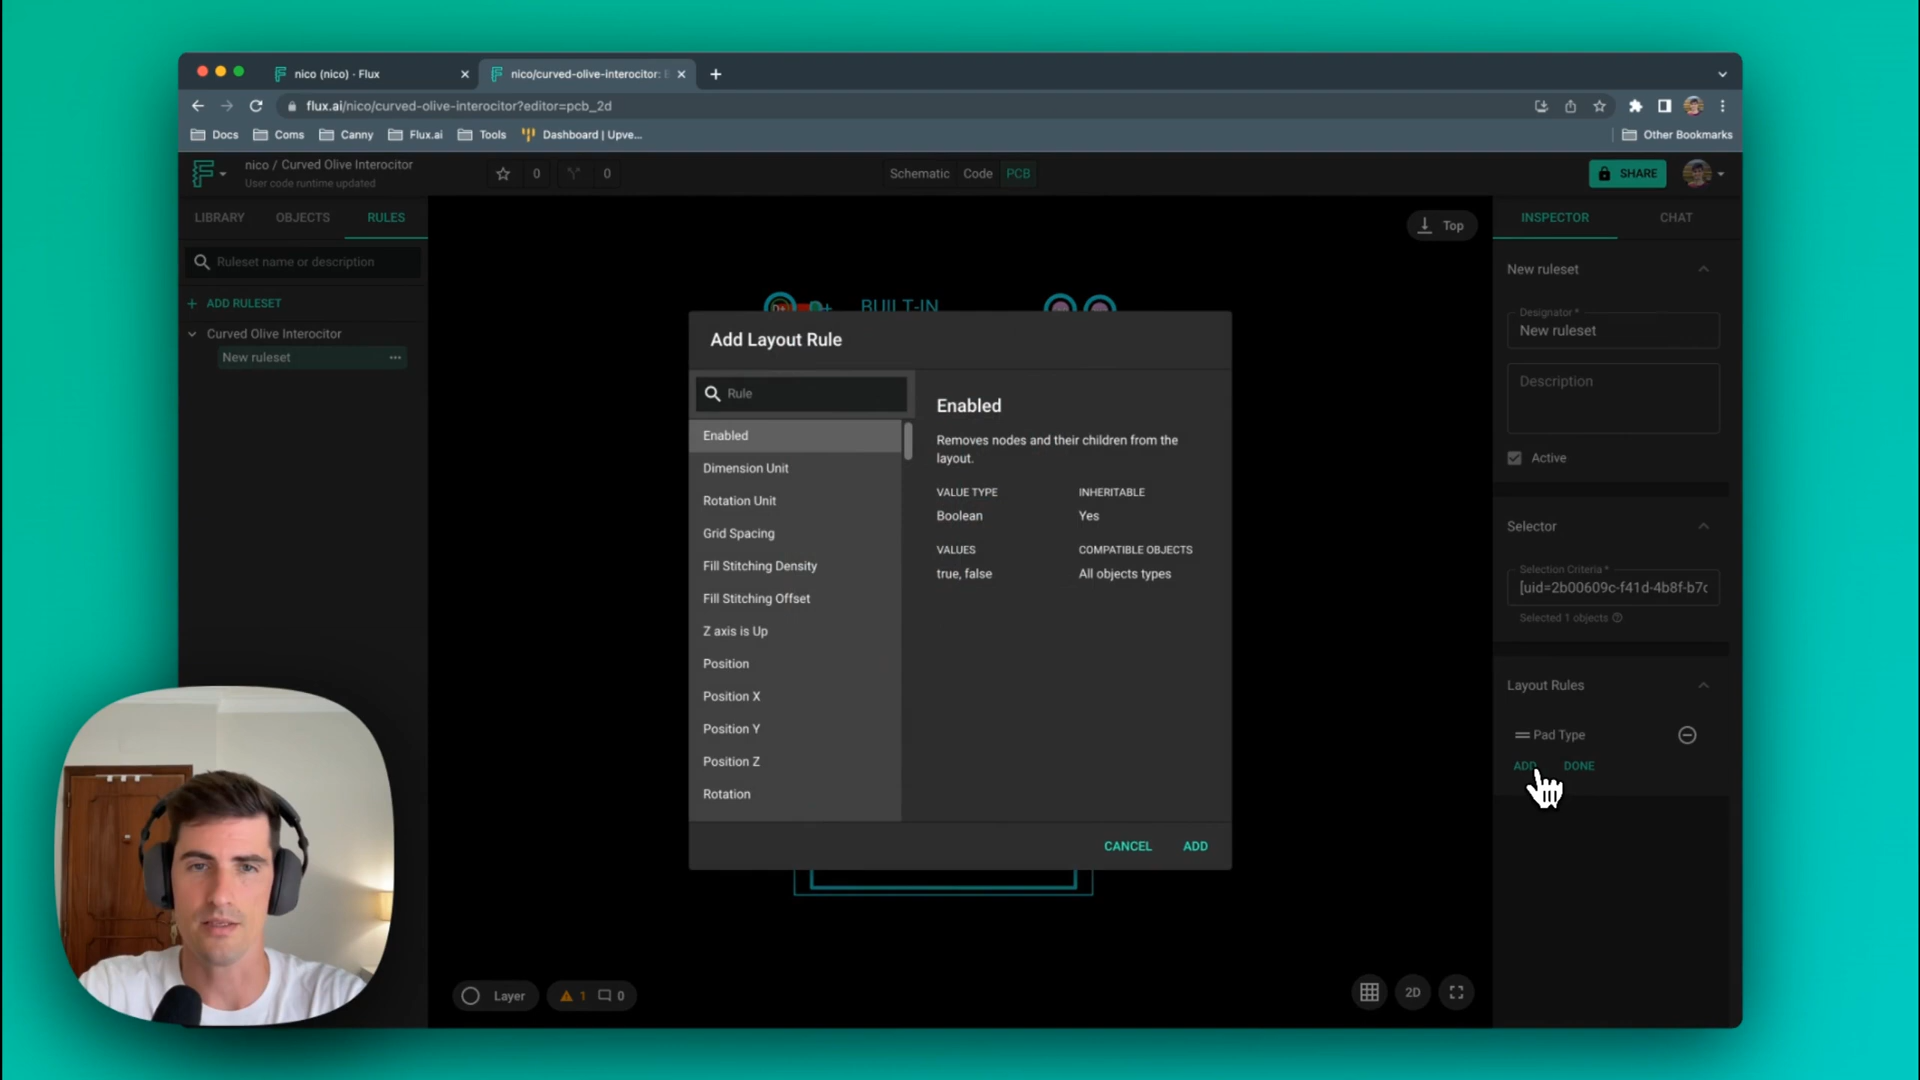 nico (nico) - Flux
nico/curved-olive-interocitor:
flux.ai/nico/curved-olive-interocitor?editor=pcb_2d
Docs
Coms
Canny
Flux.ai
Tools
Dashboard | Upve...
Other Bookmarks
nico / Curved Olive Interocitor
User code runtime updated
0
0
Schematic
Code
PCB
SHARE
LIBRARY
OBJECTS
RULES
Ruleset name or description
+ ADD RULESET
Curved Olive Interocitor
New ruleset
Top
BUILT-IN
Add Layout Rule
Rule
Enabled
Dimension Unit
Rotation Unit
Grid Spacing
Fill Stitching Density
Fill Stitching Offset
Z axis is Up
Position
Position X
Position Y
Position Z
Rotation
Enabled
Removes nodes and their children from the
layout.
VALUE TYPE
INHERITABLE
Boolean
Yes
VALUES
COMPATIBLE OBJECTS
true, false
All objects types
CANCEL
ADD
Layer
1
0
2D
INSPECTOR
CHAT
New ruleset
Designator *
New ruleset
Description
Active
Selector
Selection Criteria *
[uid=2b00609c-f41d-4b8f-b7c
Selected 1 objects
Layout Rules
Pad Type
ADD
DONE